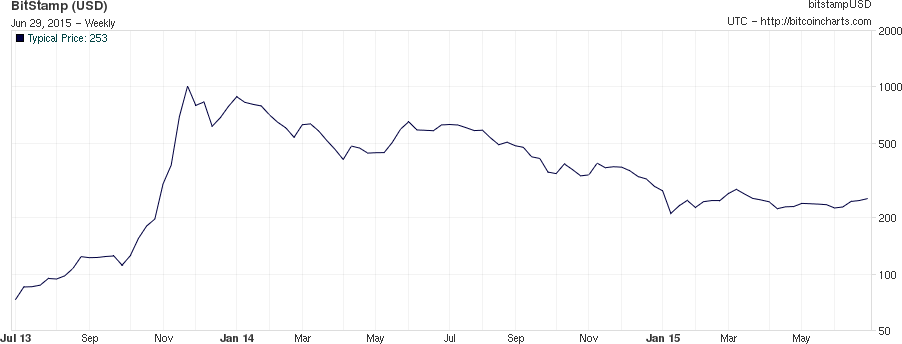 BitStamp (USD)
bitstampUSD
Jun 29, 2015 - Weekly
UTC - http://bitcoincharts.com
Typical Price: 253
2000
1000
500
200
100
50
Jul 13 Sep Nov Jan 14 Mar May Jul Sep Nov Jan 15 Mar May